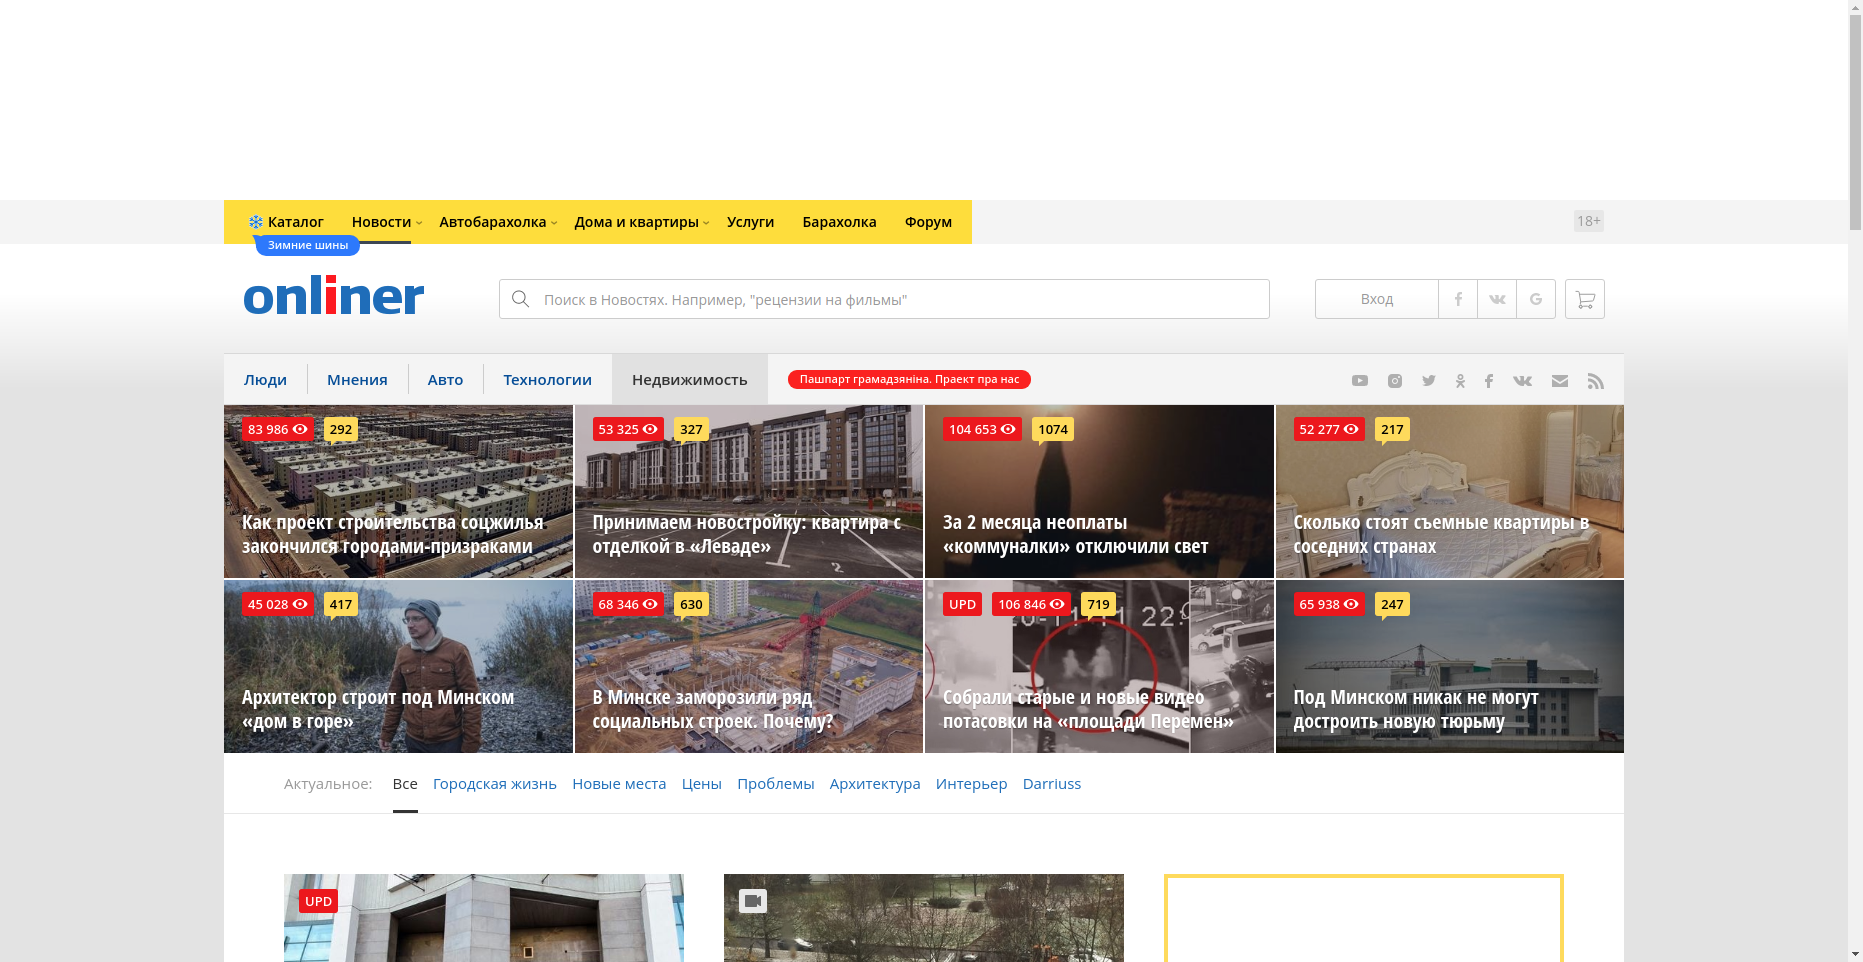 Каталог
Новости
Автобарахолка
Дома и квартиры
Услуги
Барахолка
Форум
18+
Зимние шины
onliner
Поиск в Новостях. Например, "рецензии на фильмы"
Вход
Люди
Мнения
Авто
Технологии
Недвижимость
Пашпарт грамадзяніна. Праект пра нас
83 986
292
Как проект строительства соцжилья
закончился городами-призраками
53 325
327
Принимаем новостройку: квартира с
отделкой в «Леваде»
104 653
1074
За 2 месяца неоплаты
«коммуналки» отключили свет
52 277
217
Сколько стоят съемные квартиры в
соседних странах
45 028
417
Архитектор строит под Минском
«дом в горе»
68 346
630
В Минске заморозили ряд
социальных строек. Почему?
UPD
106 846
719
Собрали старые и новые видео
потасовки на «площади Перемен»
65 938
247
Под Минском никак не могут
достроить новую тюрьму
Актуальное:
Все
Городская жизнь
Новые места
Цены
Проблемы
Архитектура
Интерьер
Darriuss
UPD